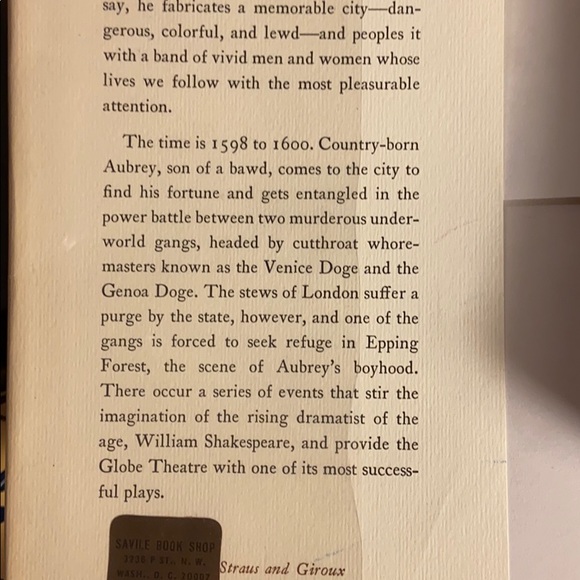 say, he fabricates a memorable city—dan-
gerous, colorful, and lewd—and peoples it
with a band of vivid men and women whose
lives we follow with the most pleasurable
attention.
The time is 1598 to 1600. Country-born
Aubrey, son of a bawd, comes to the city to
find his fortune and gets entangled in the
power battle between two murderous under-
world gangs, headed by cutthroat whore-
masters known as the Venice Doge and the
Genoa Doge. The stews of London suffer a
purge by the state, however, and one of the
gangs is forced to seek refuge in Epping
Forest, the scene of Aubrey's boyhood.
There occur a series of events that stir the
imagination of the rising dramatist of the
age, William Shakespeare, and provide the
Globe Theatre with one of its most success-
ful plays.
SAVILE BOOK SHOP
P ST., N. W.
WASH., D. C. 20007
Straus and Giroux